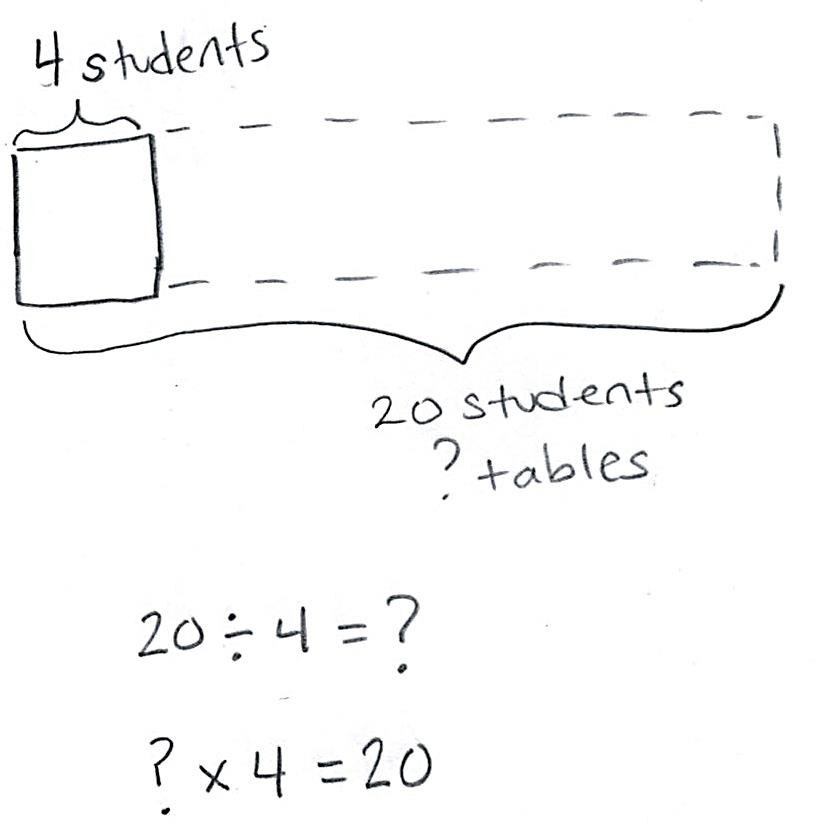 4 students
20 students
? tables
20 ÷ 4 = ?
? x 4 = 20